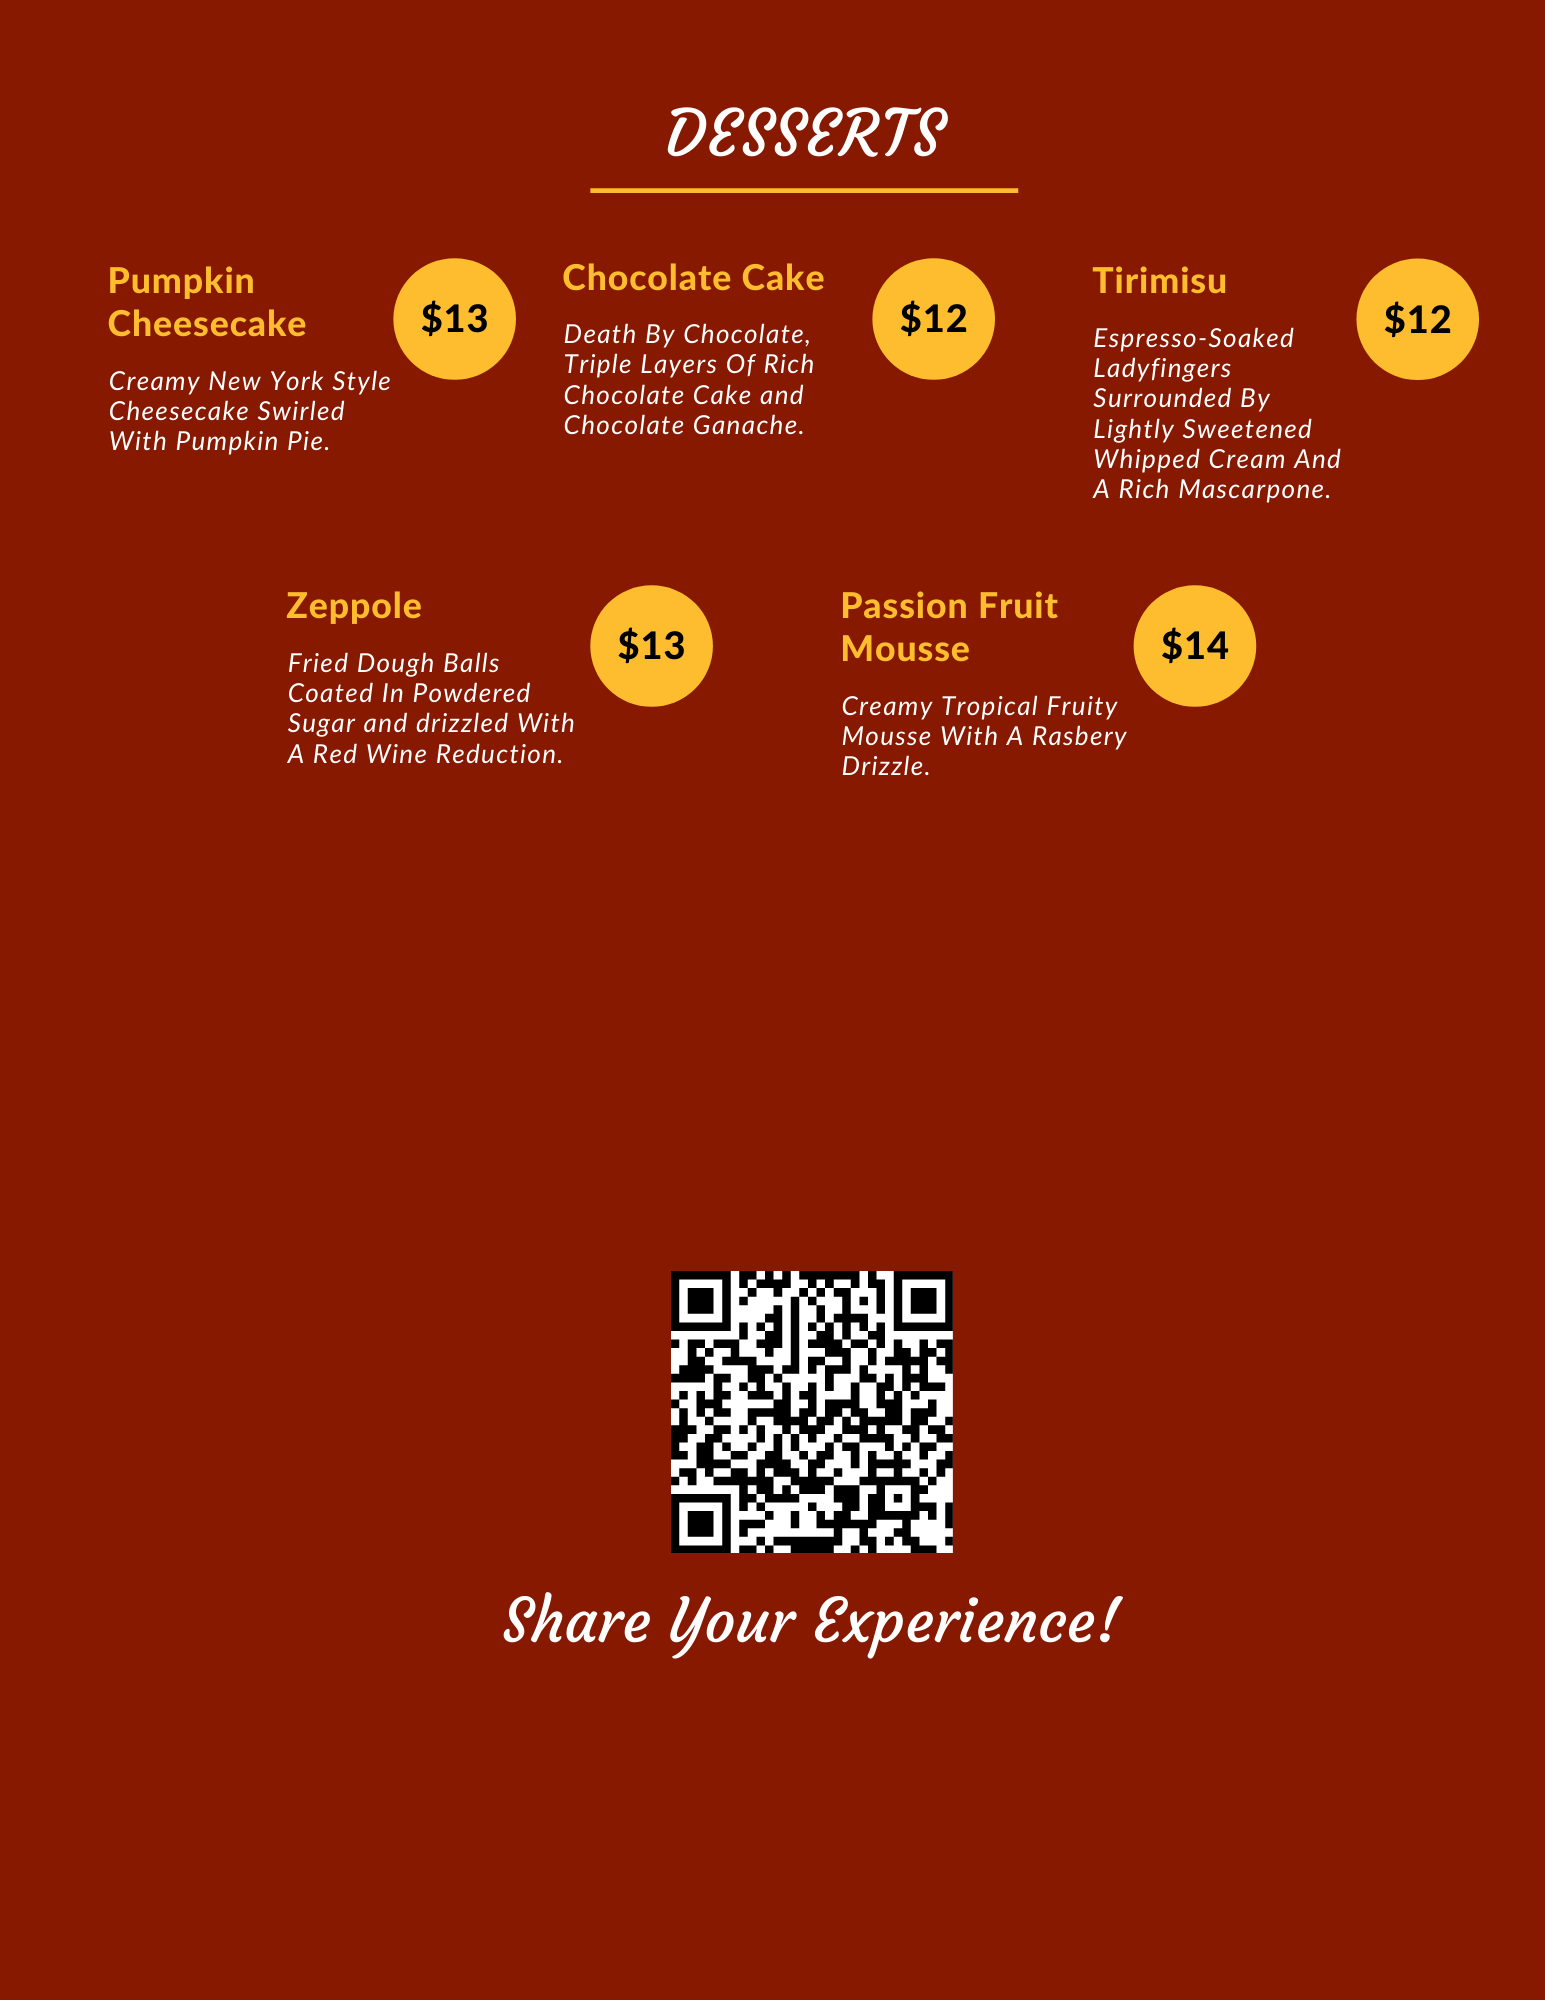 DESSERTS
Pumpkin
Cheesecake
$13
Creamy New York Style
Cheesecake Swirled
With Pumpkin Pie.
Chocolate Cake
$12
Death By Chocolate,
Triple Layers Of Rich
Chocolate Cake and
Chocolate Ganache.
Tirimisu
$12
Espresso-Soaked
Ladyfingers
Surrounded By
Lightly Sweetened
Whipped Cream And
A Rich Mascarpone.
Zeppole
$13
Fried Dough Balls
Coated In Powdered
Sugar and drizzled With
A Red Wine Reduction.
Passion Fruit
Mousse
$14
Creamy Tropical Fruity
Mousse With A Rasbery
Drizzle.
Share Your Experience!